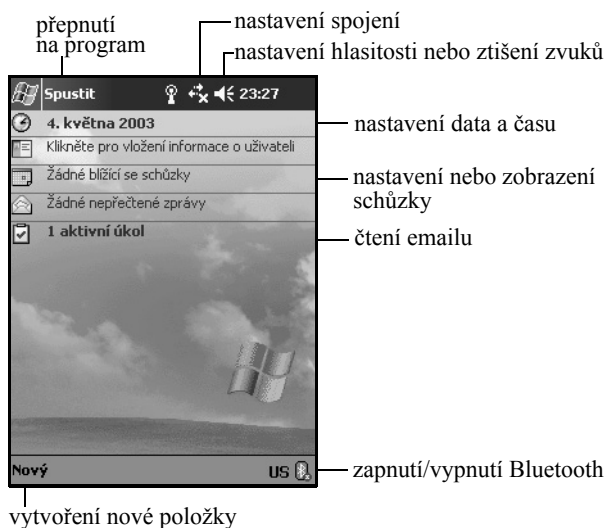 přepnutí
na program
nastavení spojení
nastavení hlasitosti nebo ztišení zvuků
Spustit 23:27
4. května 2003
nastavení data a času
Klikněte pro vložení informace o uživateli
Žádné blížící se schůzky
nastavení nebo zobrazení
schůzky
Žádné nepřečtené zprávy
1 aktivní úkol
čtení emailu
Nový US
zapnutí/vypnutí Bluetooth
vytvoření nové položky